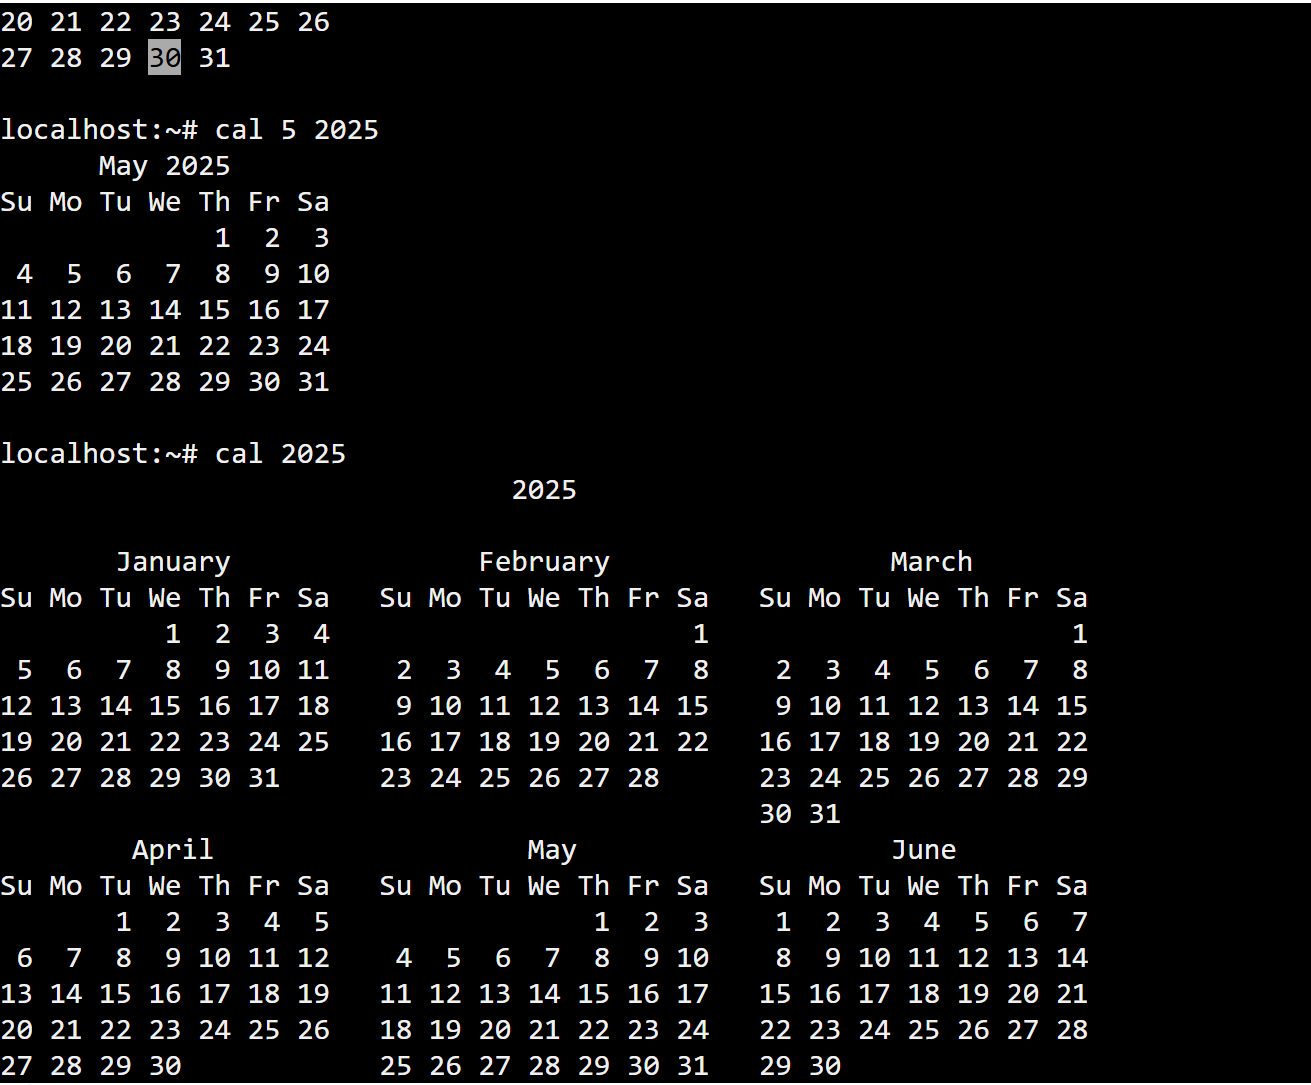 20 21 22 23 24 25 26
27 28 29 30 31

localhost:~# cal 5 2025
      May 2025
Su Mo Tu We Th Fr Sa
             1  2  3
 4  5  6  7  8  9 10
11 12 13 14 15 16 17
18 19 20 21 22 23 24
25 26 27 28 29 30 31

localhost:~# cal 2025
                               2025

       January               February                 March
Su Mo Tu We Th Fr Sa   Su Mo Tu We Th Fr Sa   Su Mo Tu We Th Fr Sa
          1  2  3  4                      1                      1
 5  6  7  8  9 10 11    2  3  4  5  6  7  8    2  3  4  5  6  7  8
12 13 14 15 16 17 18    9 10 11 12 13 14 15    9 10 11 12 13 14 15
19 20 21 22 23 24 25   16 17 18 19 20 21 22   16 17 18 19 20 21 22
26 27 28 29 30 31      23 24 25 26 27 28      23 24 25 26 27 28 29
                                              30 31
        April                   May                   June
Su Mo Tu We Th Fr Sa   Su Mo Tu We Th Fr Sa   Su Mo Tu We Th Fr Sa
       1  2  3  4  5                1  2  3    1  2  3  4  5  6  7
 6  7  8  9 10 11 12    4  5  6  7  8  9 10    8  9 10 11 12 13 14
13 14 15 16 17 18 19   11 12 13 14 15 16 17   15 16 17 18 19 20 21
20 21 22 23 24 25 26   18 19 20 21 22 23 24   22 23 24 25 26 27 28
27 28 29 30            25 26 27 28 29 30 31   29 30